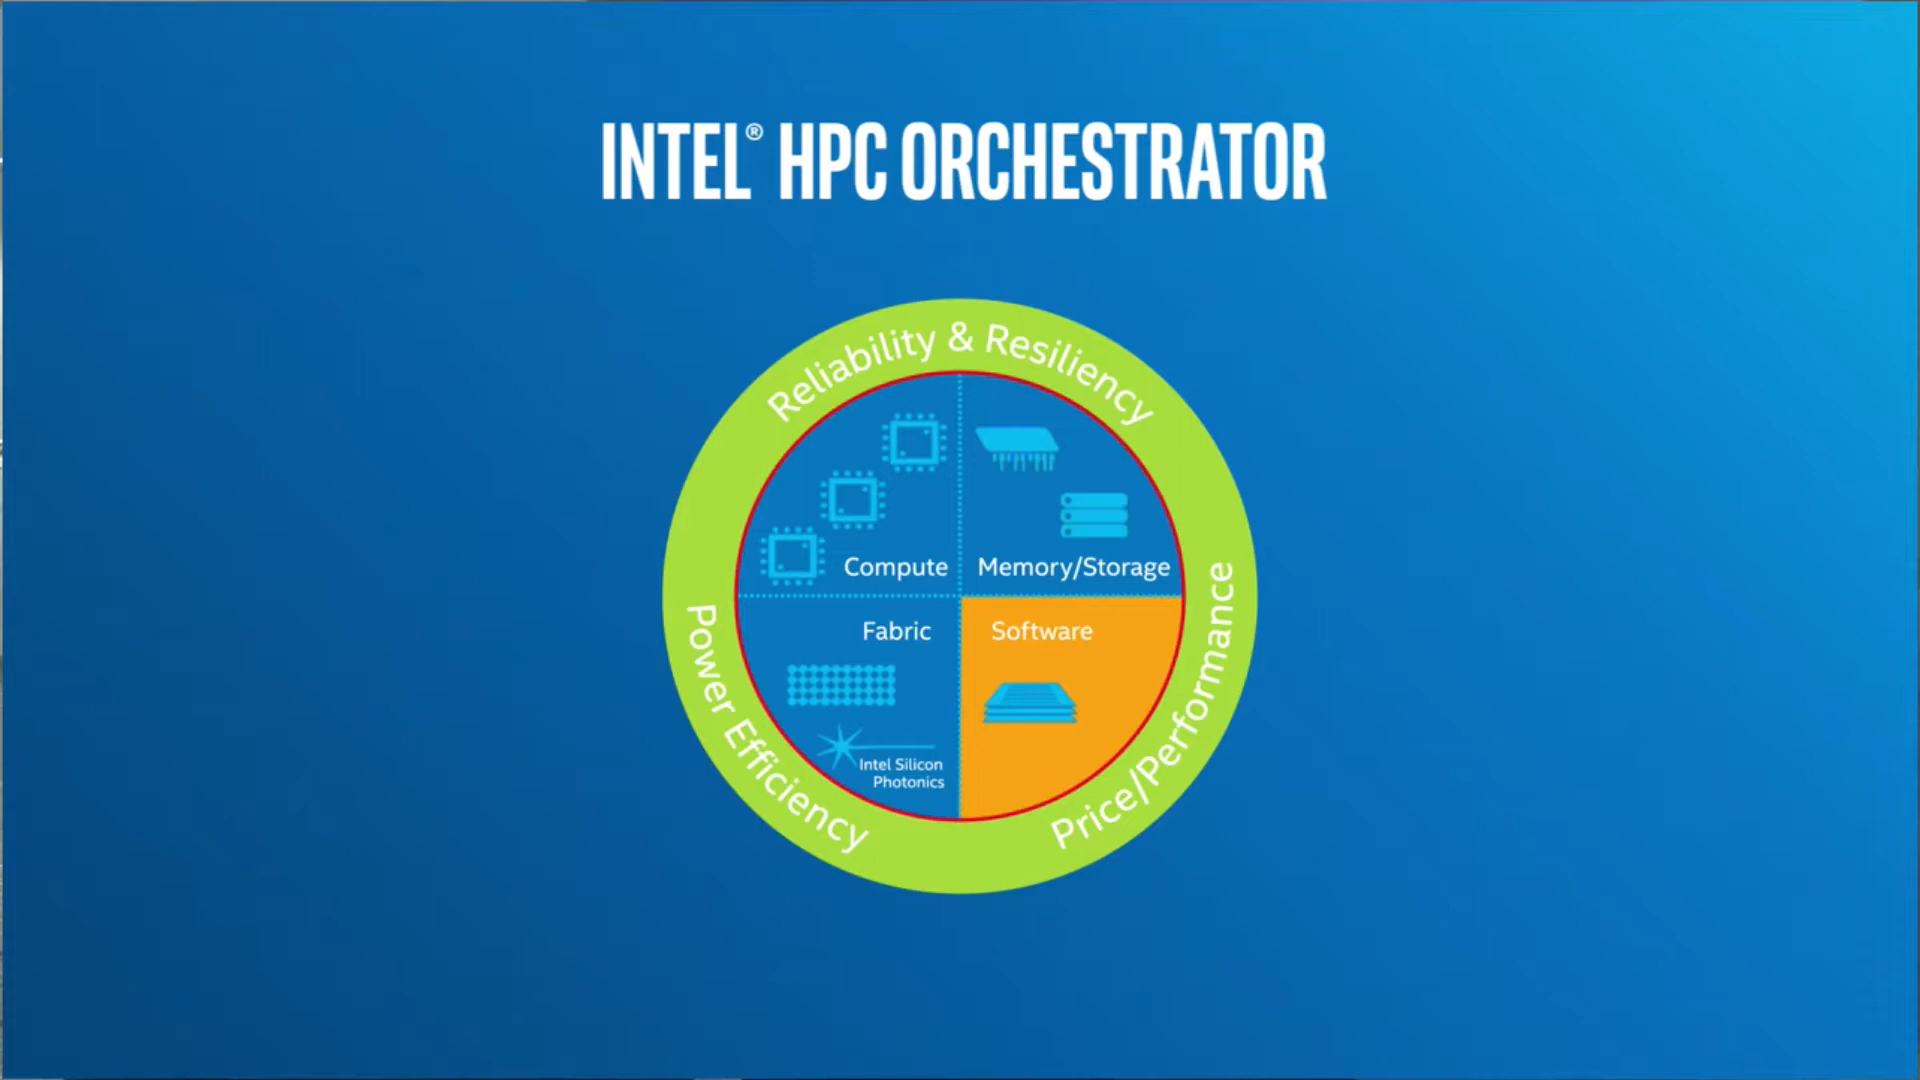 INTEL® HPC ORCHESTRATOR
Reliability & Resiliency
Compute
Memory/Storage
Fabric
Software
Intel Silicon
Photonics
Power Efficiency
Price/Performance